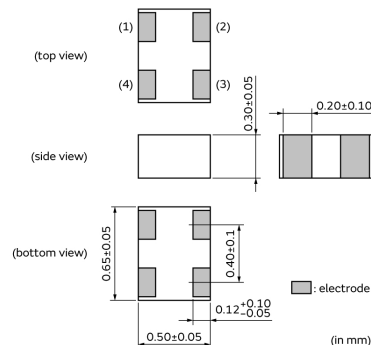 (1)
(2)
(top view)
(4)
(3)
0.20±0.10
0.30±0.05
(side view)
(bottom view)
0.65±0.05
0.40±0.1
: electrode
0.12+0.10
-0.05
0.50±0.05
(in mm)